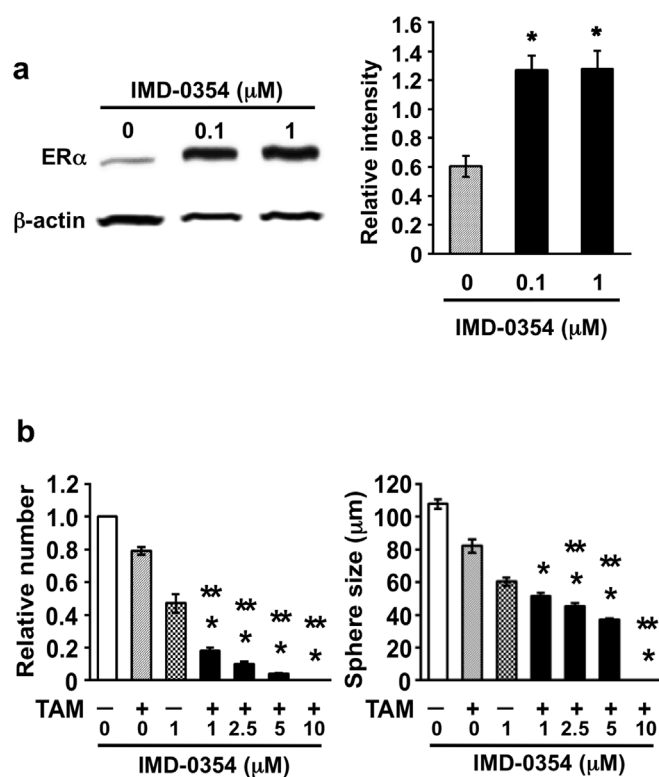 a
IMD-0354 (μM)
0 0.1 1
ERα
β-actin
Relative intensity
1.6
1.4
1.2
1.0
0.8
0.6
0.4
0.2
0
* *
0 0.1 1
IMD-0354 (μM)
b
Relative number
1.2
1.0
0.8
0.6
0.4
0.2
0
** ** ** **
* * * *
TAM – + – + + + +
0 0 1 1 2.5 5 10
IMD-0354 (μM)
Sphere size (μm)
120
100
80
60
40
20
0
** ** **
* * * *
TAM – + – + + + +
0 0 1 1 2.5 5 10
IMD-0354 (μM)